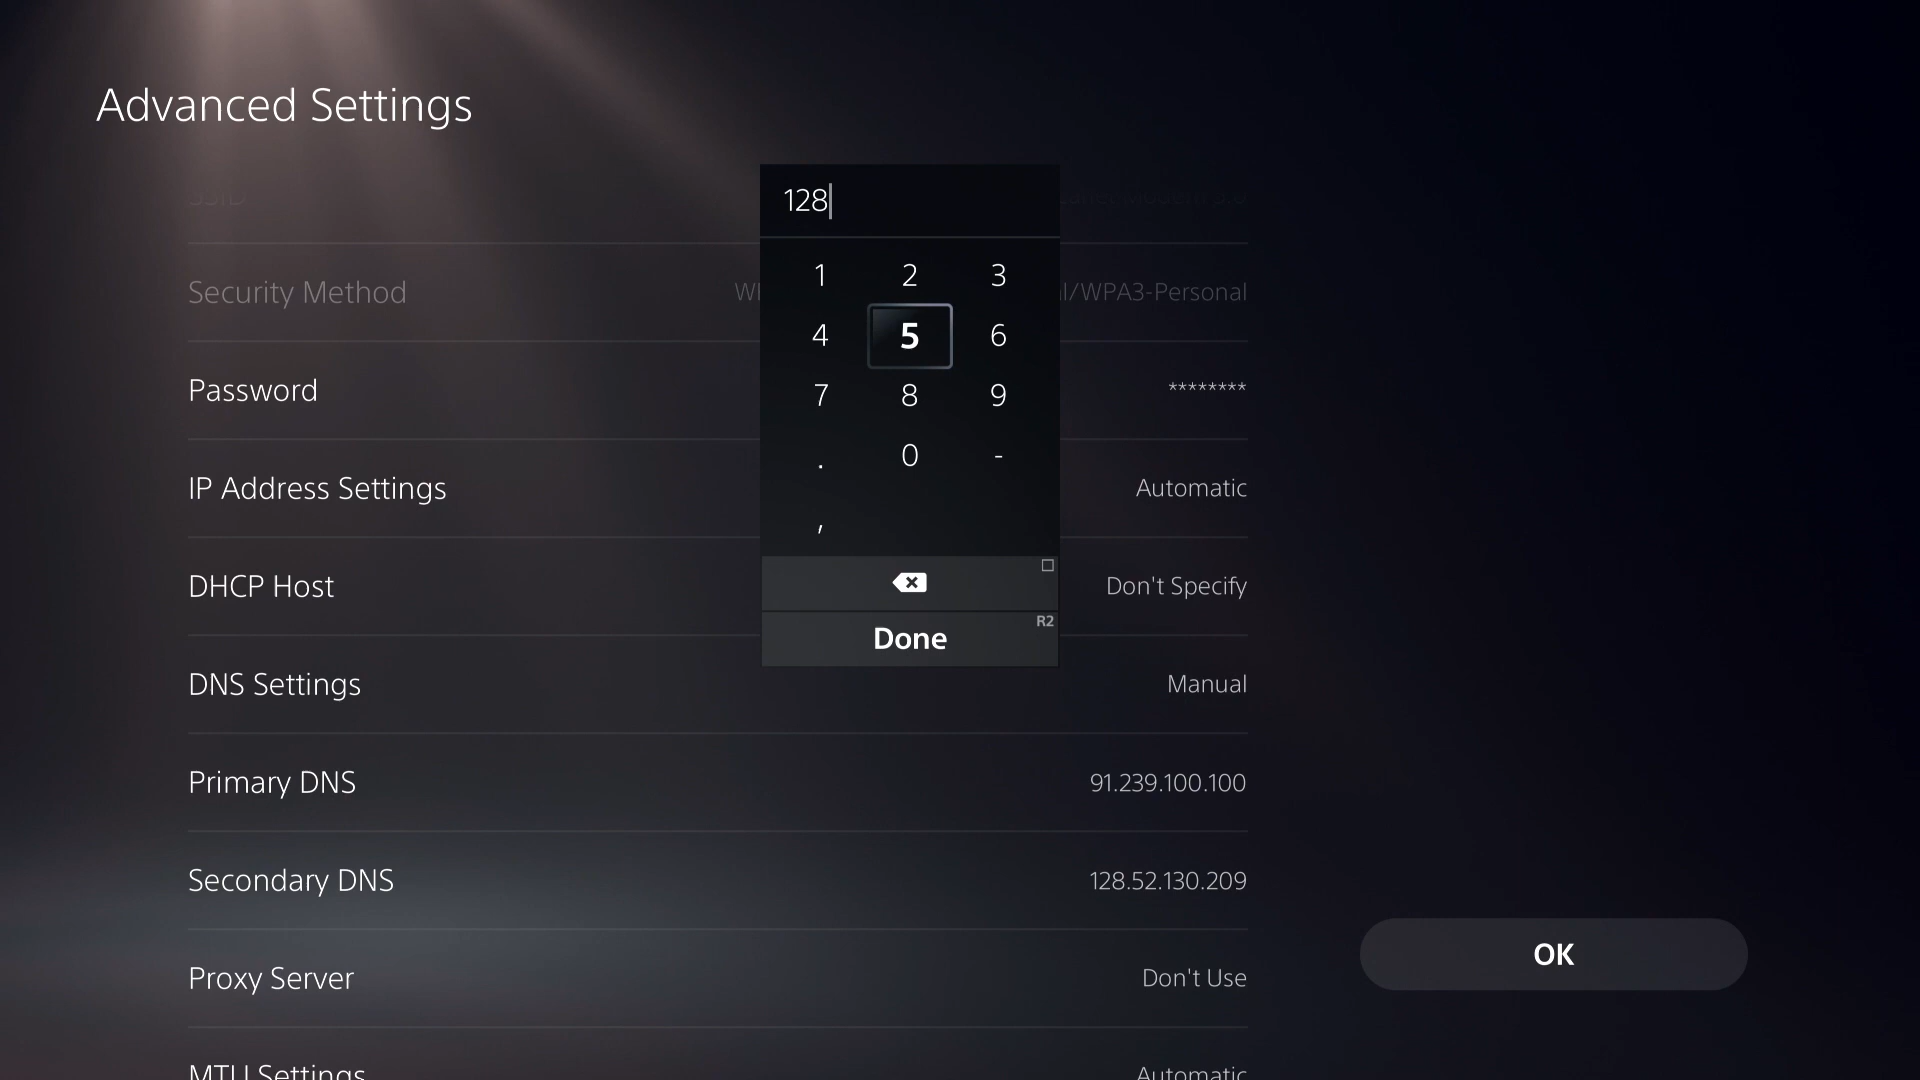 Advanced Settings
SSID
Security Method
/WPA3-Personal
Password
********
IP Address Settings
Automatic
DHCP Host
Don't Specify
DNS Settings
Manual
Primary DNS
91.239.100.100
Secondary DNS
128.52.130.209
Proxy Server
Don't Use
MTU Settings
Automatic
128
1 2 3
4 5 6
7 8 9
. 0 -
,
R2
Done
OK